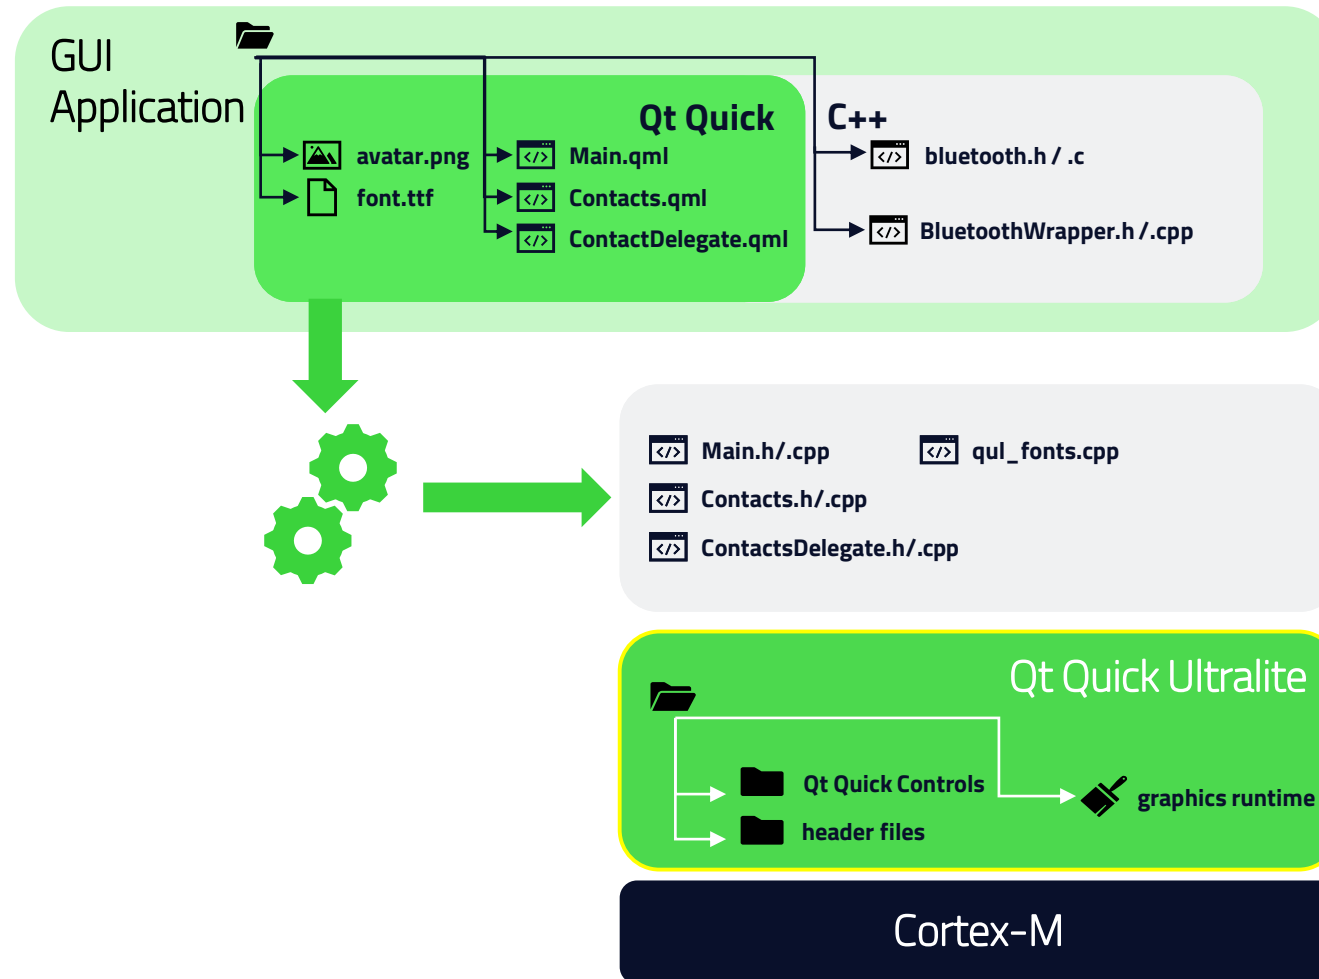 GUI
Application
Qt Quick
C++
avatar.png
font.ttf
Main.qml
Contacts.qml
ContactDelegate.qml
bluetooth.h / .c
BluetoothWrapper.h /.cpp
Main.h/.cpp
qul_fonts.cpp
Contacts.h/.cpp
ContactsDelegate.h/.cpp
Qt Quick Ultralite
Qt Quick Controls
header files
graphics runtime
Cortex-M